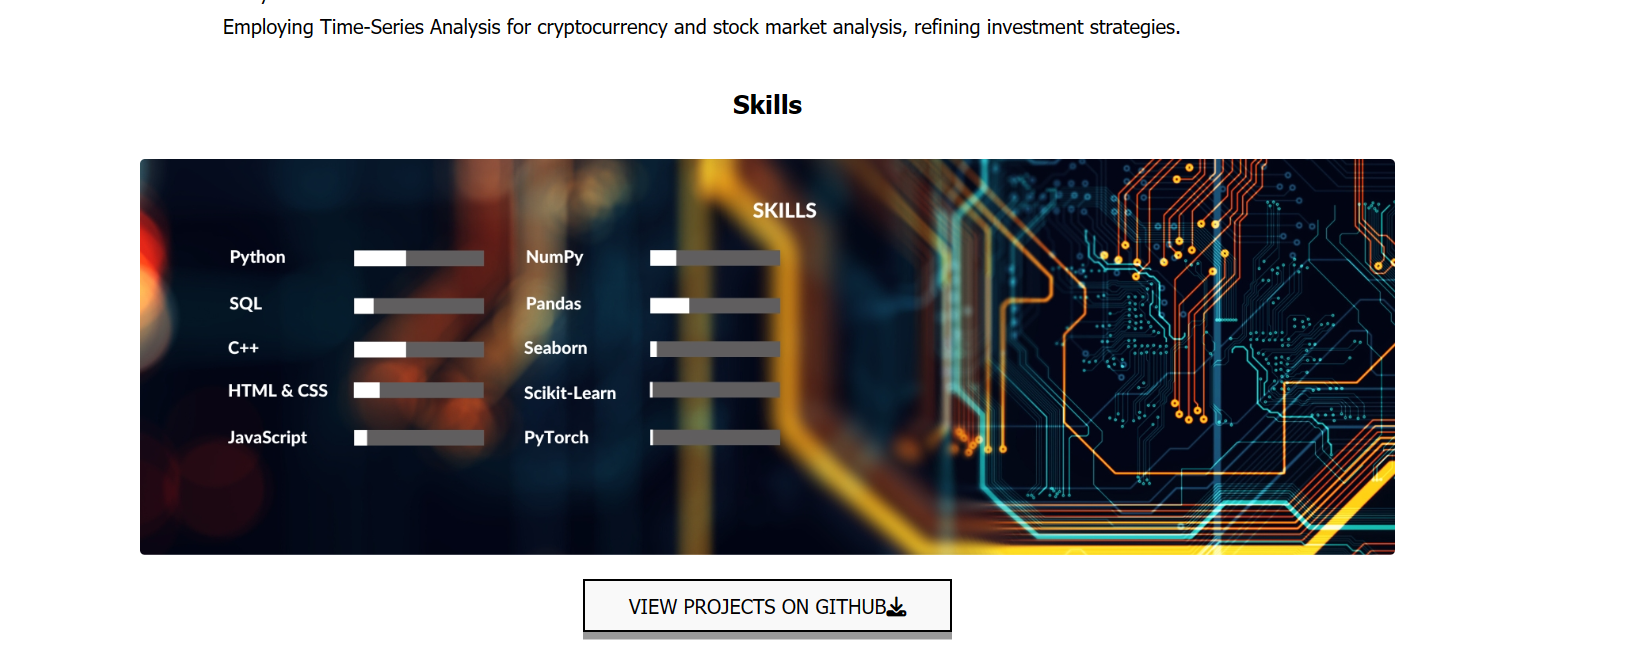 Employing Time-Series Analysis for cryptocurrency and stock market analysis, refining investment strategies.
Skills
SKILLS
Python
SQL
C++
HTML & CSS
JavaScript
NumPy
Pandas
Seaborn
Scikit-Learn
PyTorch
VIEW PROJECTS ON GITHUB